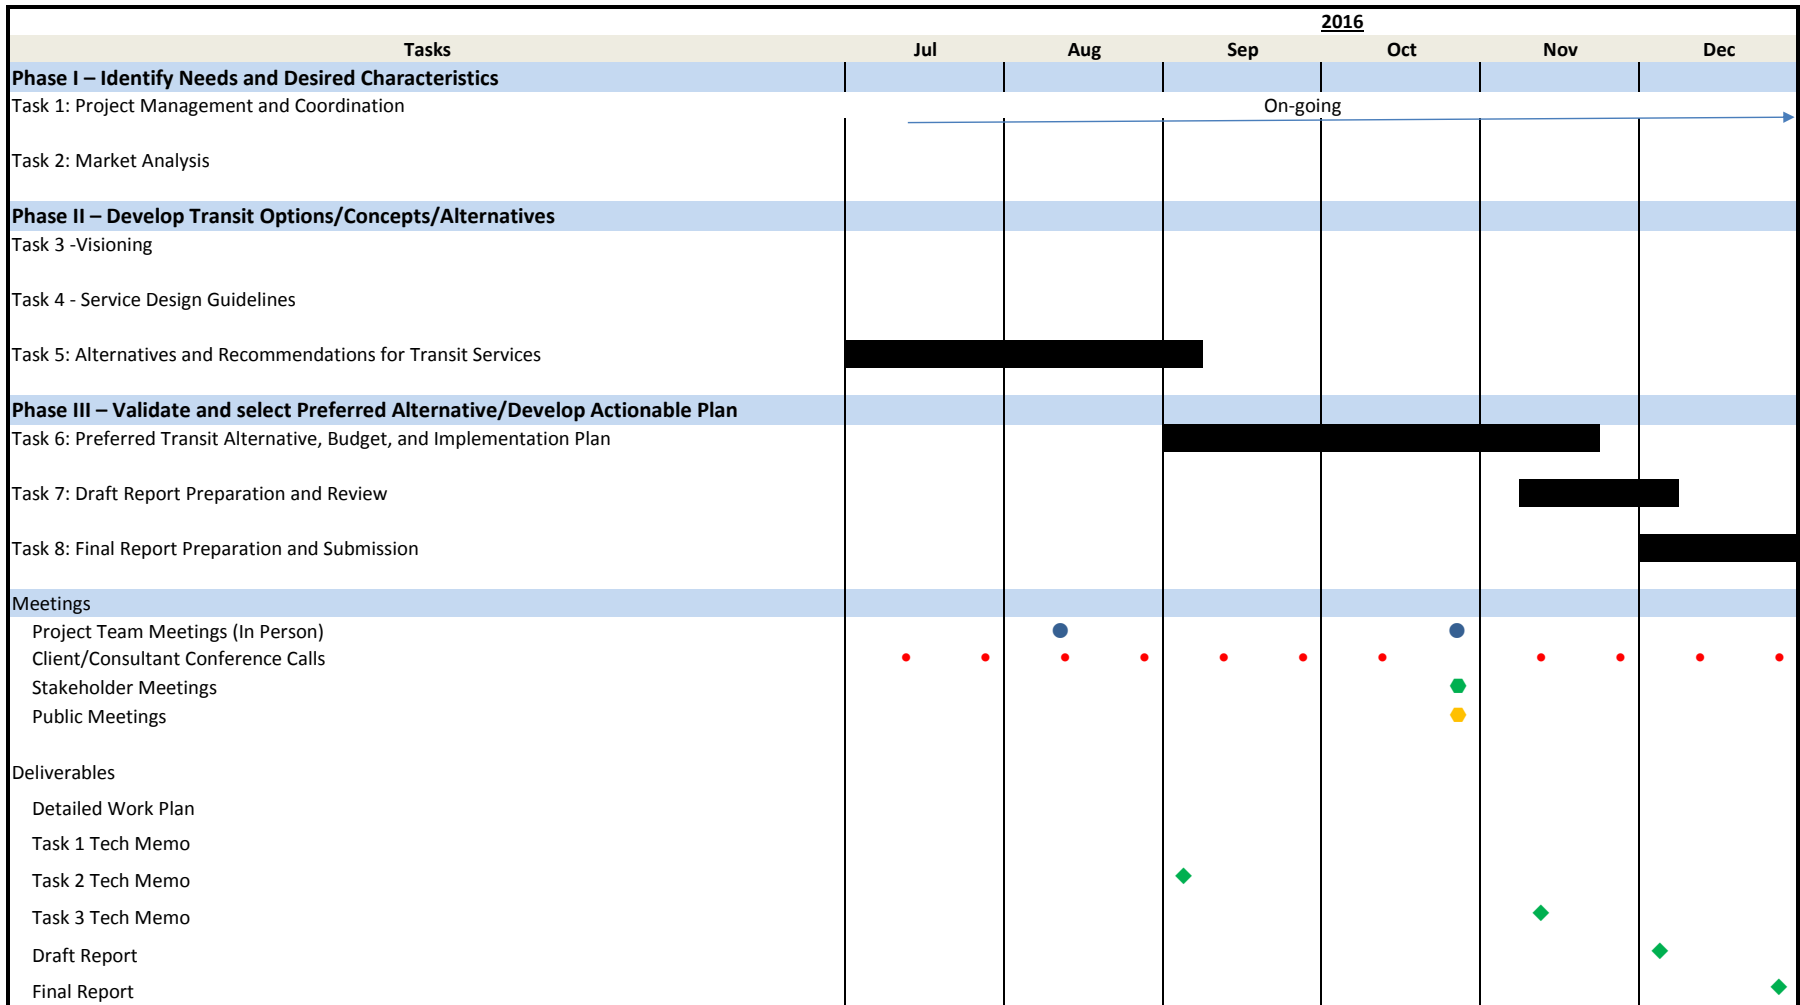 2016
Tasks Jul Aug Sep Oct Nov Dec
Phase I – Identify Needs and Desired Characteristics
Task 1: Project Management and Coordination On-going
Task 2: Market Analysis
Phase II – Develop Transit Options/Concepts/Alternatives
Task 3 -Visioning
Task 4 - Service Design Guidelines
Task 5: Alternatives and Recommendations for Transit Services
Phase III – Validate and select Preferred Alternative/Develop Actionable Plan
Task 6: Preferred Transit Alternative, Budget, and Implementation Plan
Task 7: Draft Report Preparation and Review
Task 8: Final Report Preparation and Submission
Meetings
Project Team Meetings (In Person)
Client/Consultant Conference Calls
Stakeholder Meetings
Public Meetings
Deliverables
Detailed Work Plan
Task 1 Tech Memo
Task 2 Tech Memo
Task 3 Tech Memo
Draft Report
Final Report